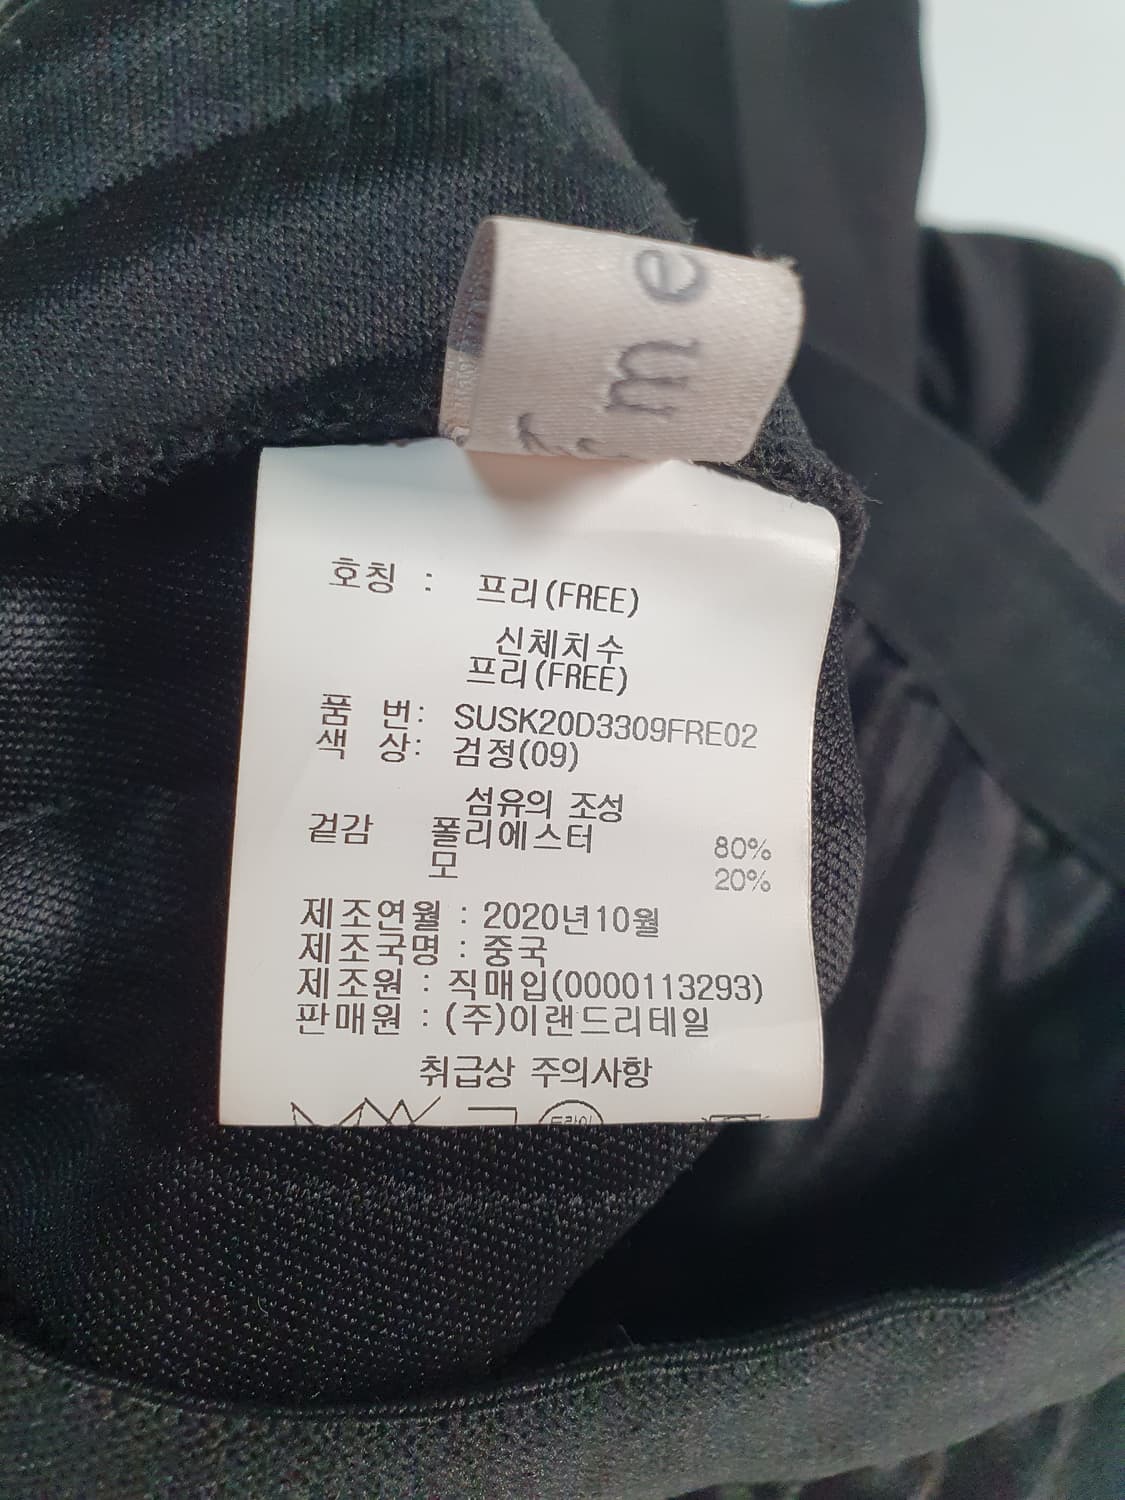 me
호칭 : 프리(FREE)
신체치수
프리(FREE)
품 번: SUSK20D3309FRE02
색 상: 검정(09)
섬유의 조성
겉감 폴리에스터 80%
모 20%
제조연월 : 2020년10월
제조국명 : 중국
제조원 : 직매입(0000113293)
판매원 : (주)이랜드리테일
취급상 주의사항